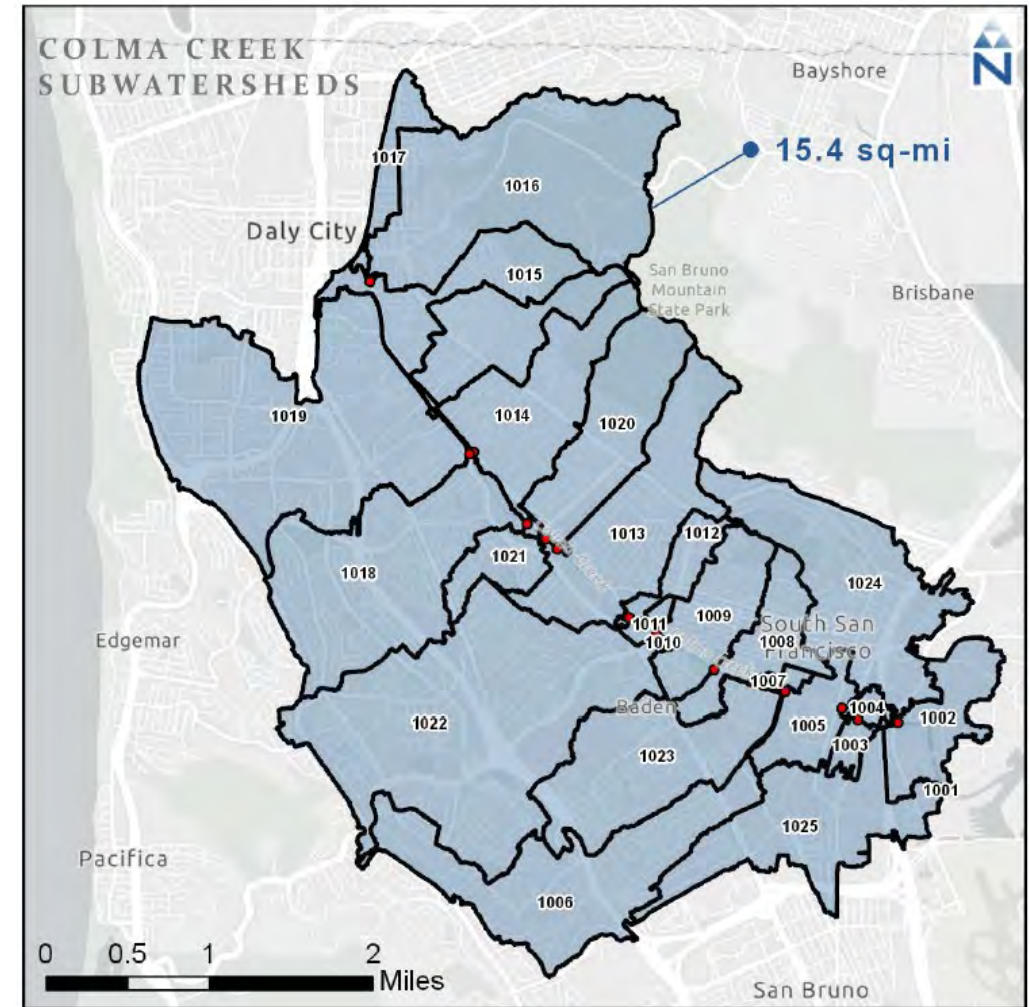 COLMA CREEK
SUBWATERSHEDS
N
Bayshore
15.4 sq-mi
1017
1016
Daly City
1015
San Bruno
Mountain
State Park
Brisbane
1019
1014
1020
1013
1012
1021
1018
1024
1009
1011
1010
South San
Francisco
1008
Edgemar
1007
Baden
1004
1002
1005
1003
1022
1023
1001
1025
Pacifica
1006
0 0.5 1 2
Miles
San Bruno